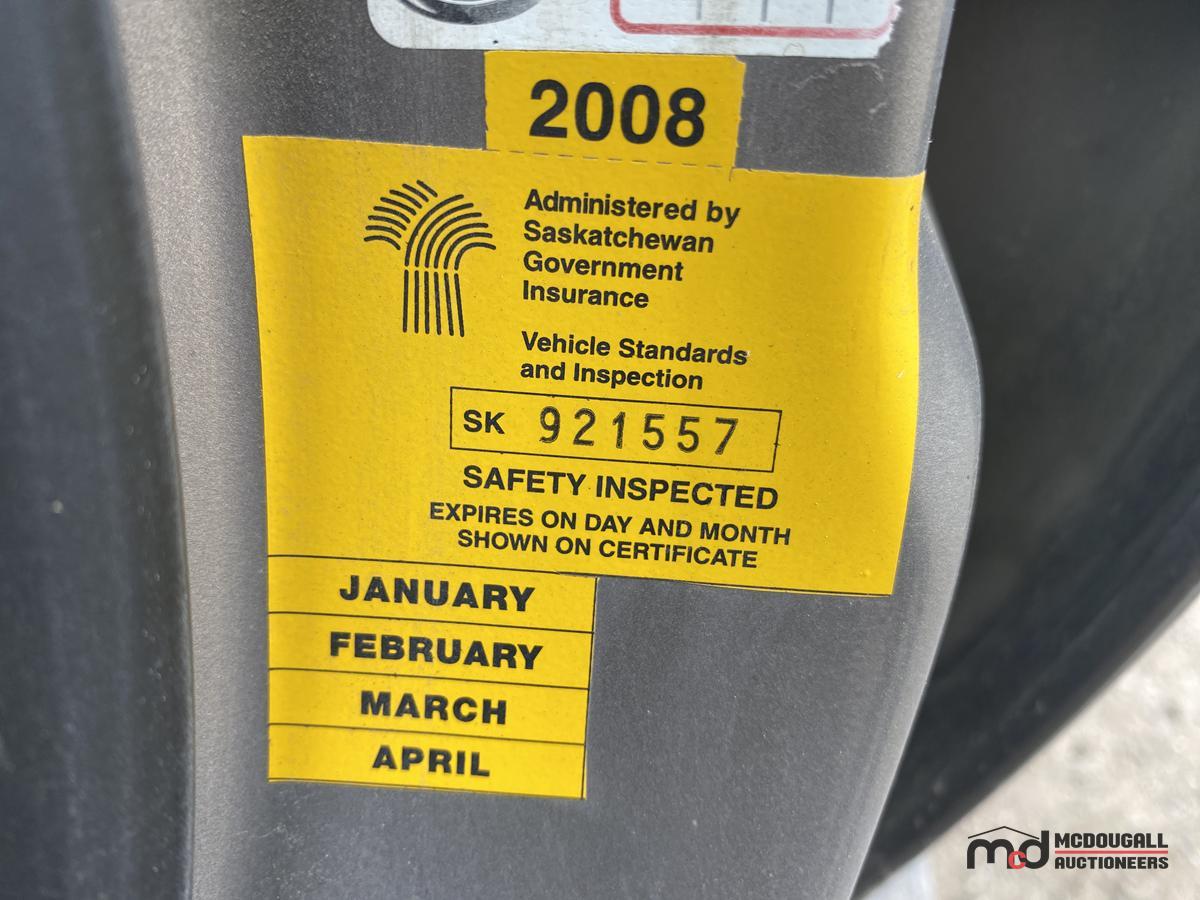 2008
Administered by
Saskatchewan
Government
Insurance
Vehicle Standards
and Inspection
SK 921557
SAFETY INSPECTED
EXPIRES ON DAY AND MONTH
SHOWN ON CERTIFICATE
JANUARY
FEBRUARY
MARCH
APRIL
mcd MCDOUGALL
AUCTIONEERS